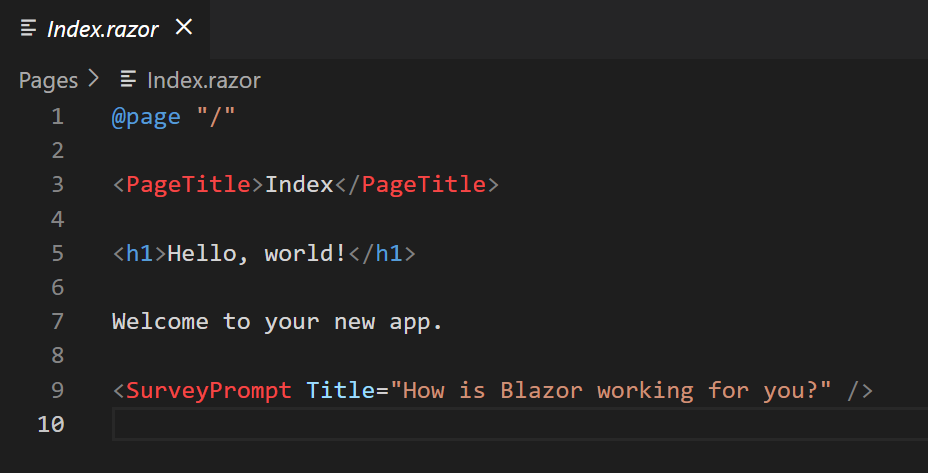 Index.razor ×
Pages > Index.razor
1 @page "/"
2
3 <PageTitle>Index</PageTitle>
4
5 <h1>Hello, world!</h1>
6
7 Welcome to your new app.
8
9 <SurveyPrompt Title="How is Blazor working for you?" />
10